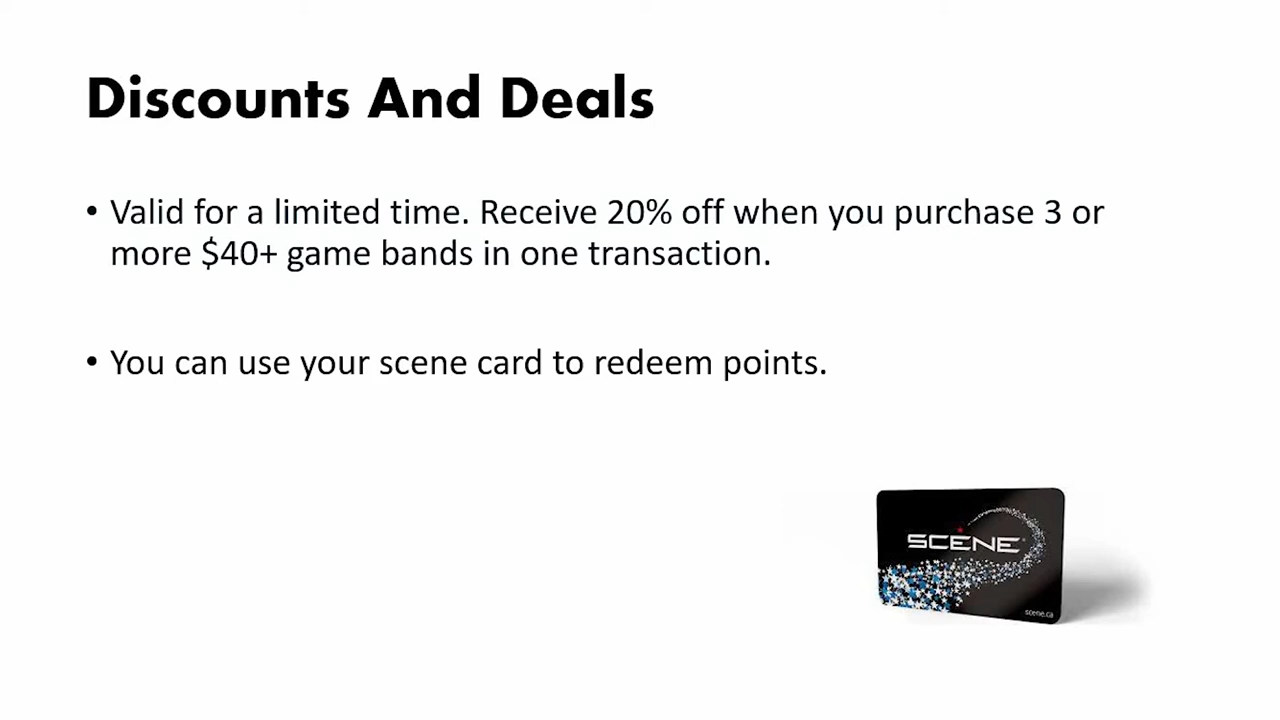 Discounts And Deals
• Valid for a limited time. Receive 20% off when you purchase 3 or
more $40+ game bands in one transaction.
• You can use your scene card to redeem points.
SCENE
scene.ca